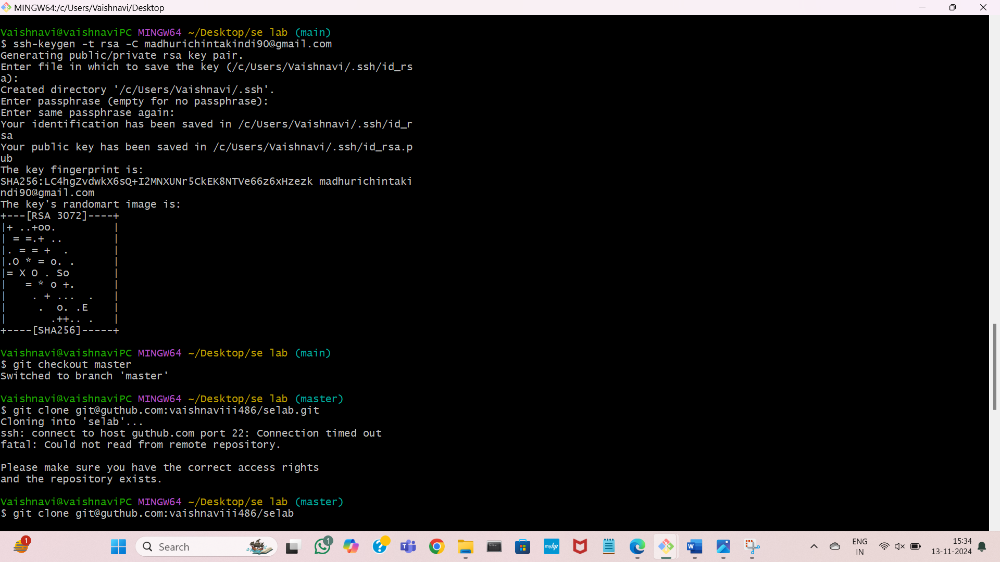 MINGW64:/c/Users/Vaishnavi/Desktop
Vaishnavi@vaishnaviPC MINGW64 ~/Desktop/se lab (main)
$ ssh-keygen -t rsa -C madhurichintakindi90@gmail.com
Generating public/private rsa key pair.
Enter file in which to save the key (/c/Users/Vaishnavi/.ssh/id_rs
a):
Created directory '/c/Users/Vaishnavi/.ssh'.
Enter passphrase (empty for no passphrase):
Enter same passphrase again:
Your identification has been saved in /c/Users/Vaishnavi/.ssh/id_r
sa
Your public key has been saved in /c/Users/Vaishnavi/.ssh/id_rsa.p
ub
The key fingerprint is:
SHA256:LC4hgZvdwkX6sQ+I2MNXUNr5CkEK8NTVe66z6xHzezk madhurichintaki
ndi90@gmail.com
The key's randomart image is:
+---[RSA 3072]----+
|+ ..+oo.         |
| = =.+ ..        |
|. = = +  .       |
|.O * = o. .      |
|= X O . So       |
|   = * o +.      |
|    . + ...  .   |
|     .  o. .E    |
|       .++.. .   |
+----[SHA256]-----+
Vaishnavi@vaishnaviPC MINGW64 ~/Desktop/se lab (main)
$ git checkout master
Switched to branch 'master'
Vaishnavi@vaishnaviPC MINGW64 ~/Desktop/se lab (master)
$ git clone git@guthub.com:vaishnaviii486/selab.git
Cloning into 'selab'...
ssh: connect to host guthub.com port 22: Connection timed out
fatal: Could not read from remote repository.
Please make sure you have the correct access rights
and the repository exists.
Vaishnavi@vaishnaviPC MINGW64 ~/Desktop/se lab (master)
$ git clone git@guthub.com:vaishnaviii486/selab
1
Search
1
myhp
ENG
IN
15:34
13-11-2024